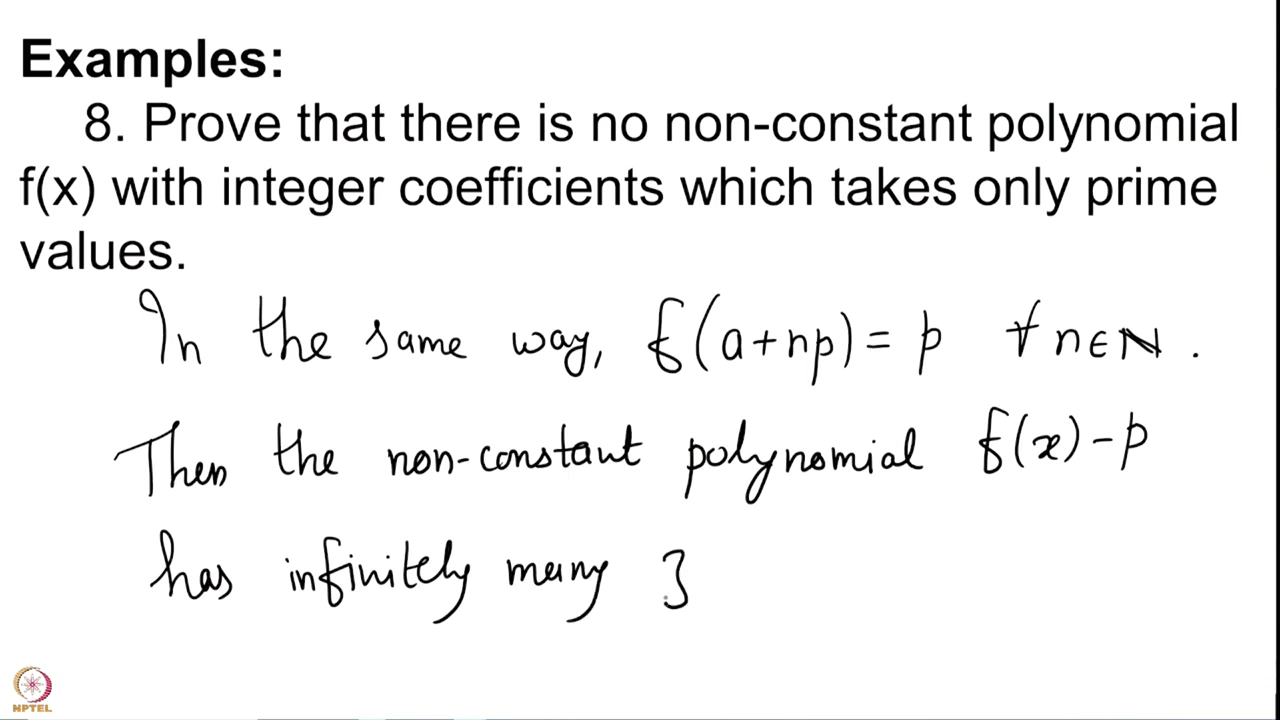 Examples:
8. Prove that there is no non-constant polynomial
f(x) with integer coefficients which takes only prime
values.
In the same way, f(a+np) = p ∀ n∈ℕ.
Then the non-constant polynomial f(x)-p
has infinitely many
NPTEL